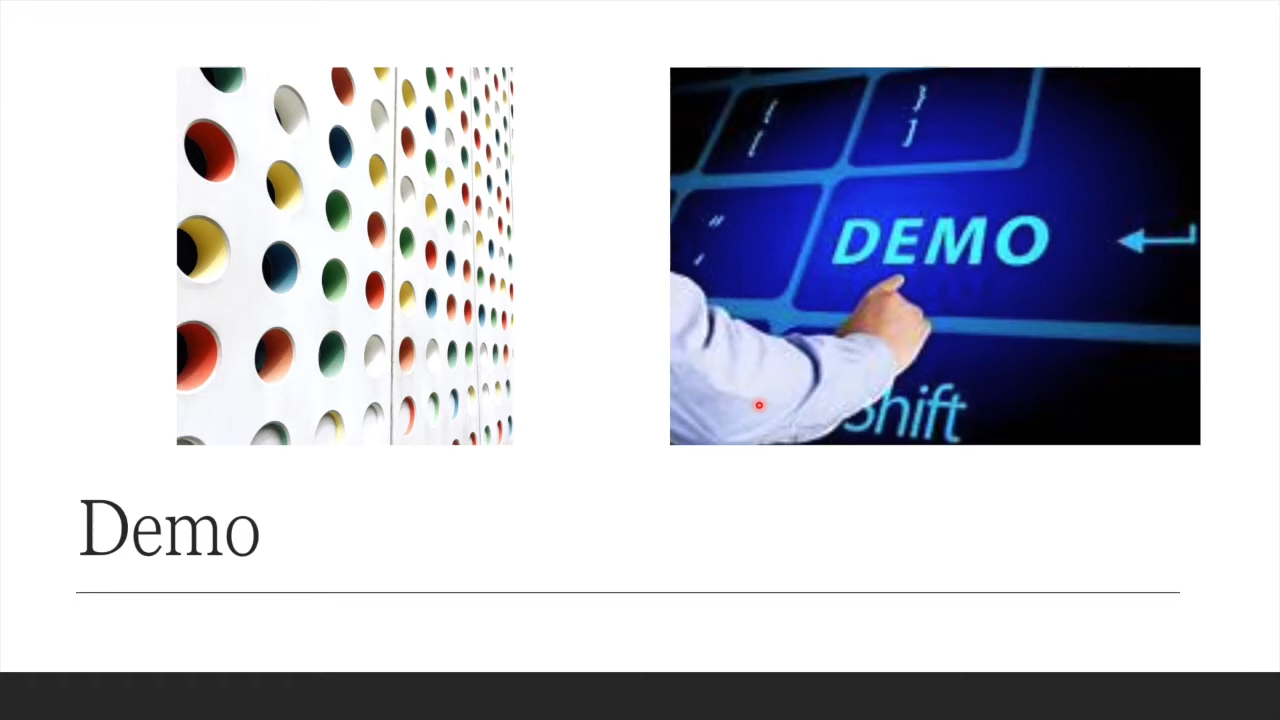 {
[
}
]
"
'
DEMO
Shift
Demo